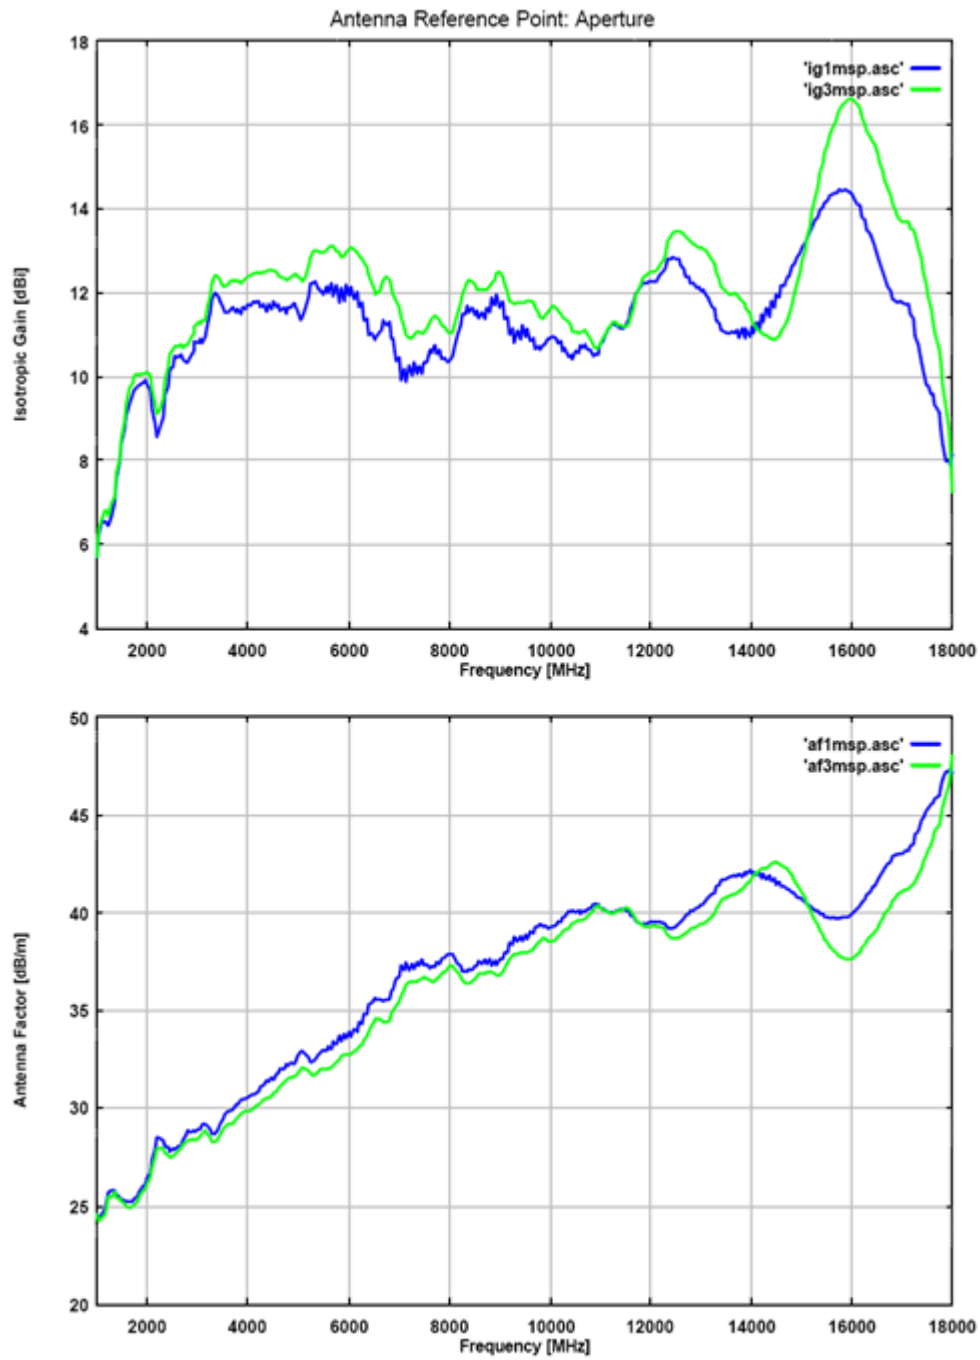 Antenna Reference Point: Aperture
18
16
14
12
10
8
6
4
Isotropic Gain [dBi]
'ig1msp.asc'
'ig3msp.asc'
2000 4000 6000 8000 10000 12000 14000 16000 18000
Frequency [MHz]
50
45
40
35
30
25
20
Antenna Factor [dB/m]
'af1msp.asc'
'af3msp.asc'
2000 4000 6000 8000 10000 12000 14000 16000 18000
Frequency [MHz]